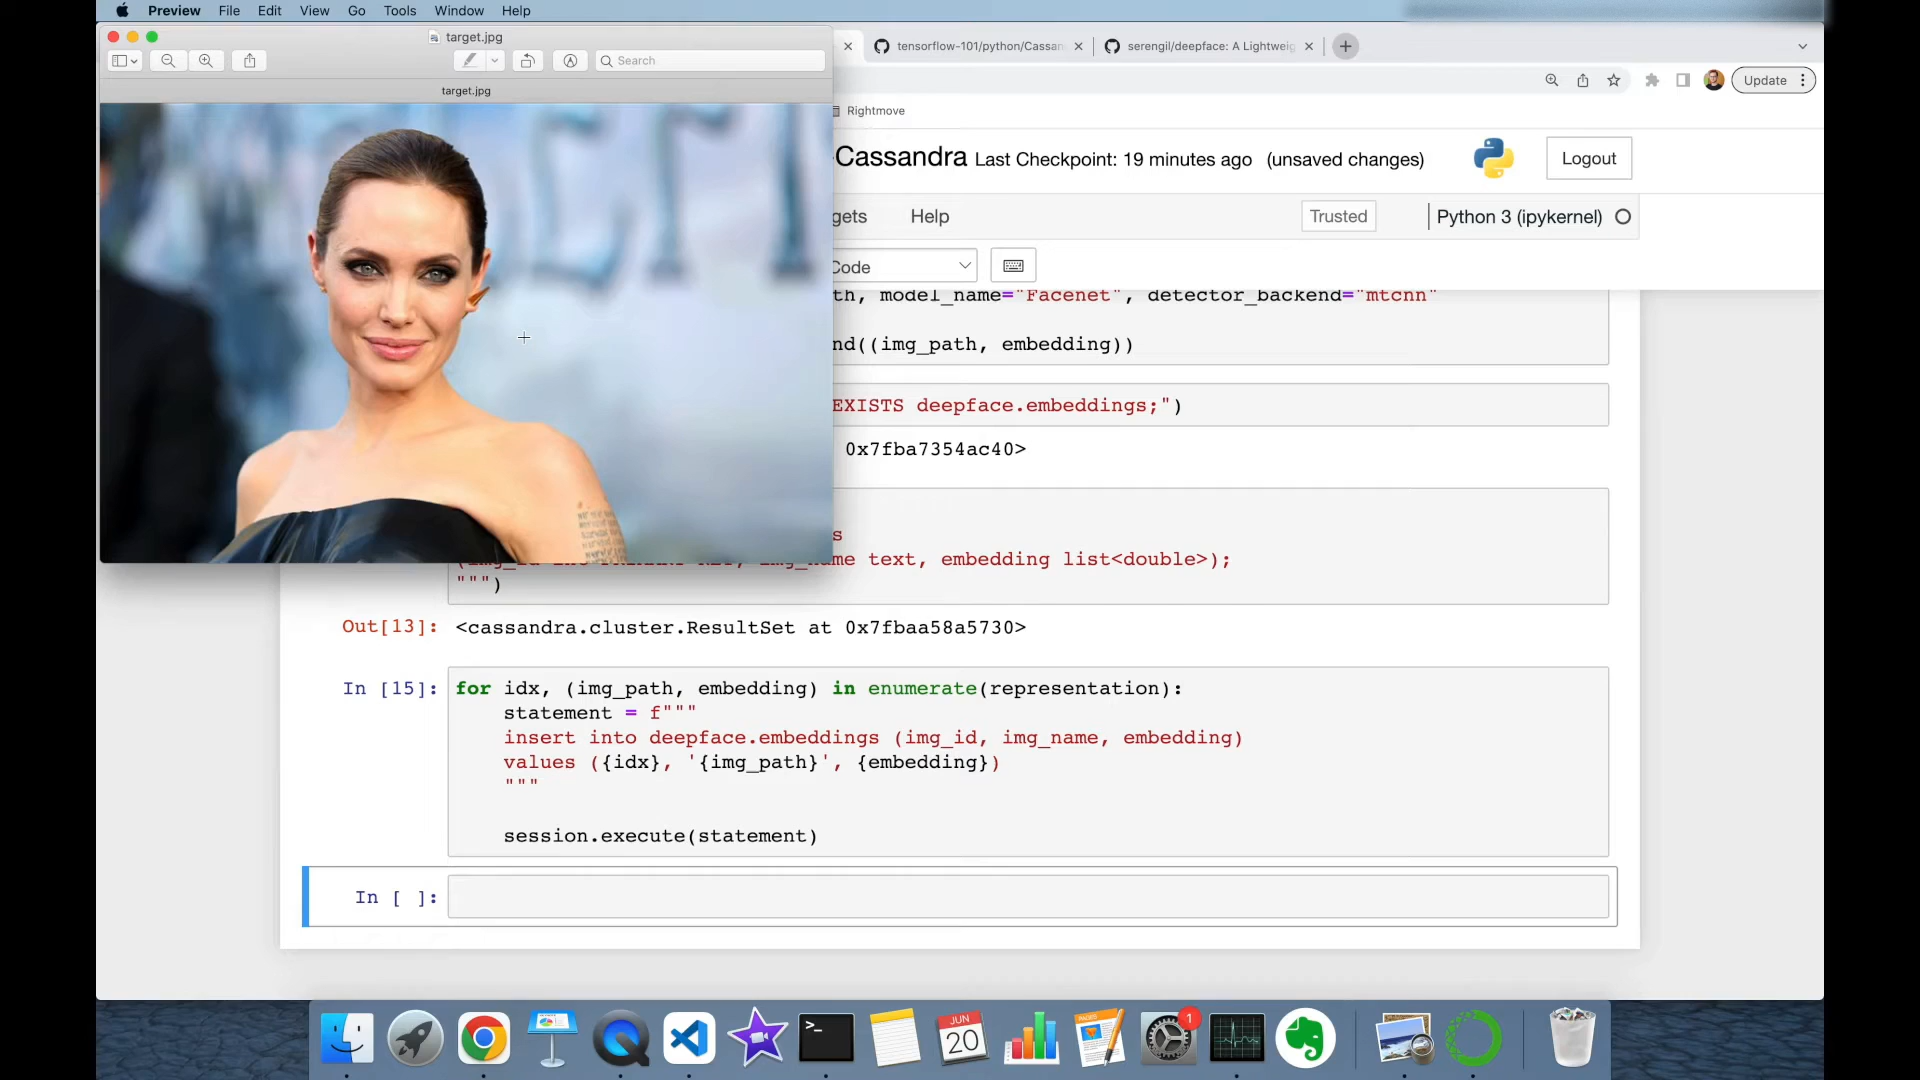 Preview File Edit View Go Tools Window Help
target.jpg
Search
target.jpg
tensorflow-101/python/Cassan
serengil/deepface: A Lightweig
Update
Rightmove
Cassandra Last Checkpoint: 19 minutes ago (unsaved changes)
Logout
gets Help
Trusted
Python 3 (ipykernel)
Code
th, model_name="Facenet", detector_backend="mtcnn"
nd((img_path, embedding))
EXISTS deepface.embeddings;")
0x7fba7354ac40>
s
text, embedding list<double>);
""")
Out[13]: <cassandra.cluster.ResultSet at 0x7fbaa58a5730>
In [15]: for idx, (img_path, embedding) in enumerate(representation):
statement = f"""
insert into deepface.embeddings (img_id, img_name, embedding)
values ({idx}, '{img_path}', {embedding})
"""
session.execute(statement)
In [ ]:
JUN
20
PAGES
1